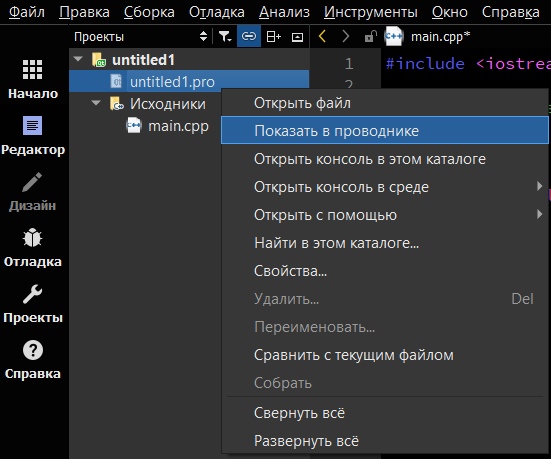 Файл Правка Сборка Отладка Анализ Инструменты Окно Справка
Проекты main.cpp*
untitled1
untitled1.pro
Исходники
main.cpp
1 #include <iostrea
2
Начало
Редактор
Дизайн
Отладка
Проекты
Справка
Открыть файл
Показать в проводнике
Открыть консоль в этом каталоге
Открыть консоль в среде
Открыть с помощью
Найти в этом каталоге...
Свойства...
Удалить... Del
Переименовать...
Сравнить с текущим файлом
Собрать
Свернуть всё
Развернуть всё